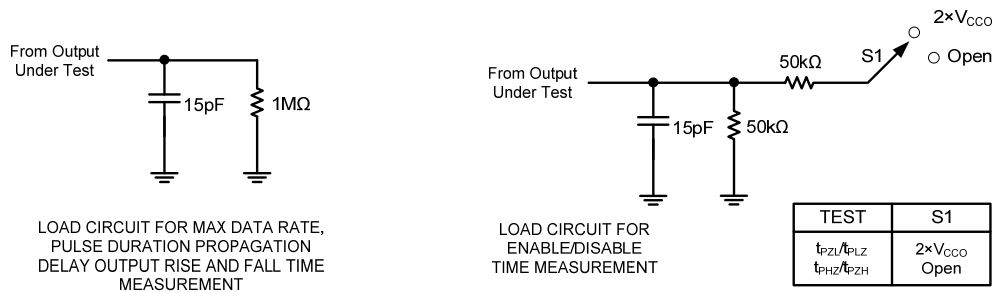 From Output
Under Test
15pF
1MΩ
LOAD CIRCUIT FOR MAX DATA RATE,
PULSE DURATION PROPAGATION
DELAY OUTPUT RISE AND FALL TIME
MEASUREMENT
2×VCCO
S1
Open
50kΩ
From Output
Under Test
15pF
50kΩ
LOAD CIRCUIT FOR
ENABLE/DISABLE
TIME MEASUREMENT
TEST S1
tPZL/tPLZ 2×VCCO
tPHZ/tPZH Open